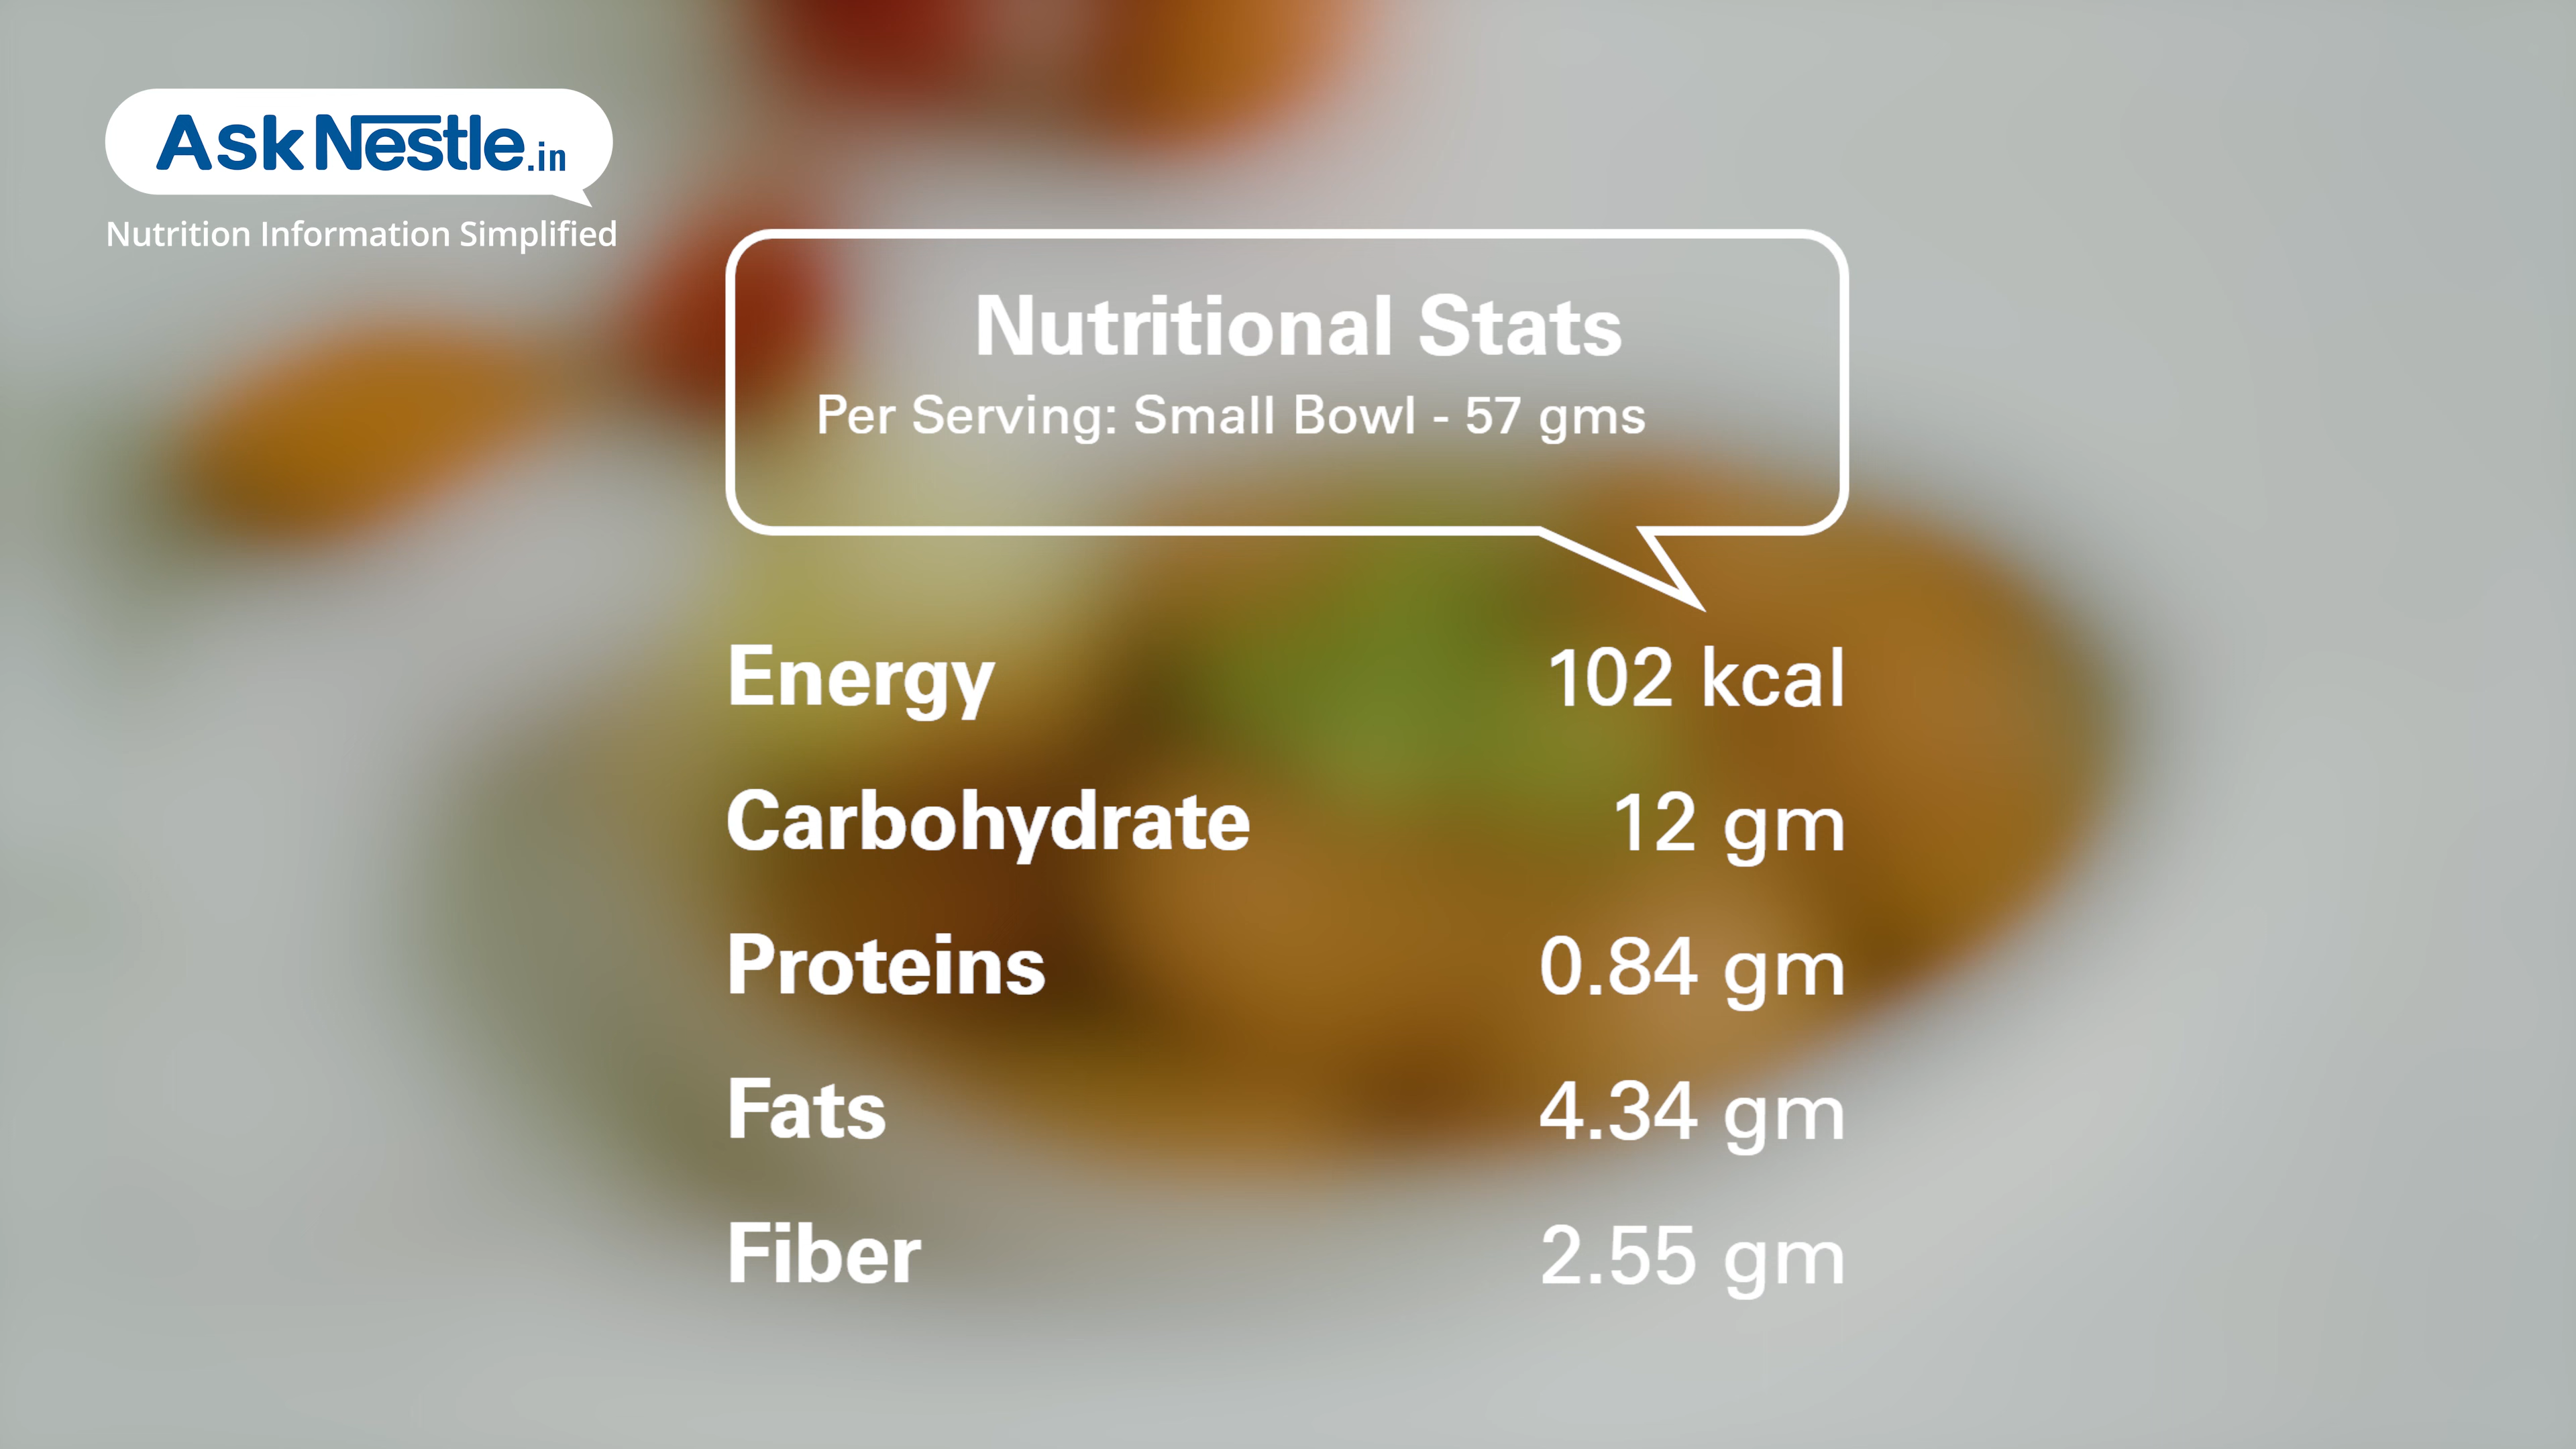 AskNestle.in
Nutrition Information Simplified
Nutritional Stats
Per Serving: Small Bowl - 57 gms
Energy 102 kcal
Carbohydrate 12 gm
Proteins 0.84 gm
Fats 4.34 gm
Fiber 2.55 gm